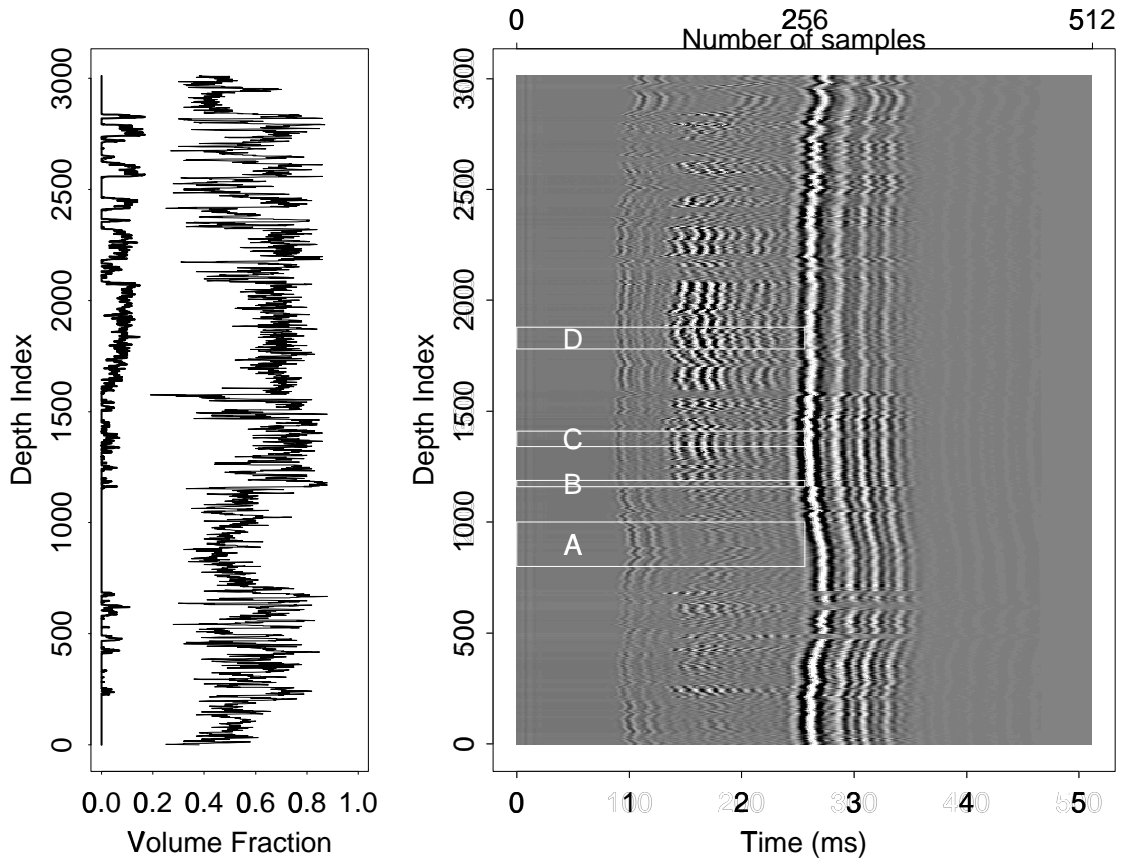 0 256 512
Number of samples
Depth Index
3000
2500
2000
1500
1000
500
0
0.0 0.2 0.4 0.6 0.8 1.0
Volume Fraction
Depth Index
3000
2500
2000
1500
1000
500
0
D
C
B
A
0 1 2 3 4 5
Time (ms)